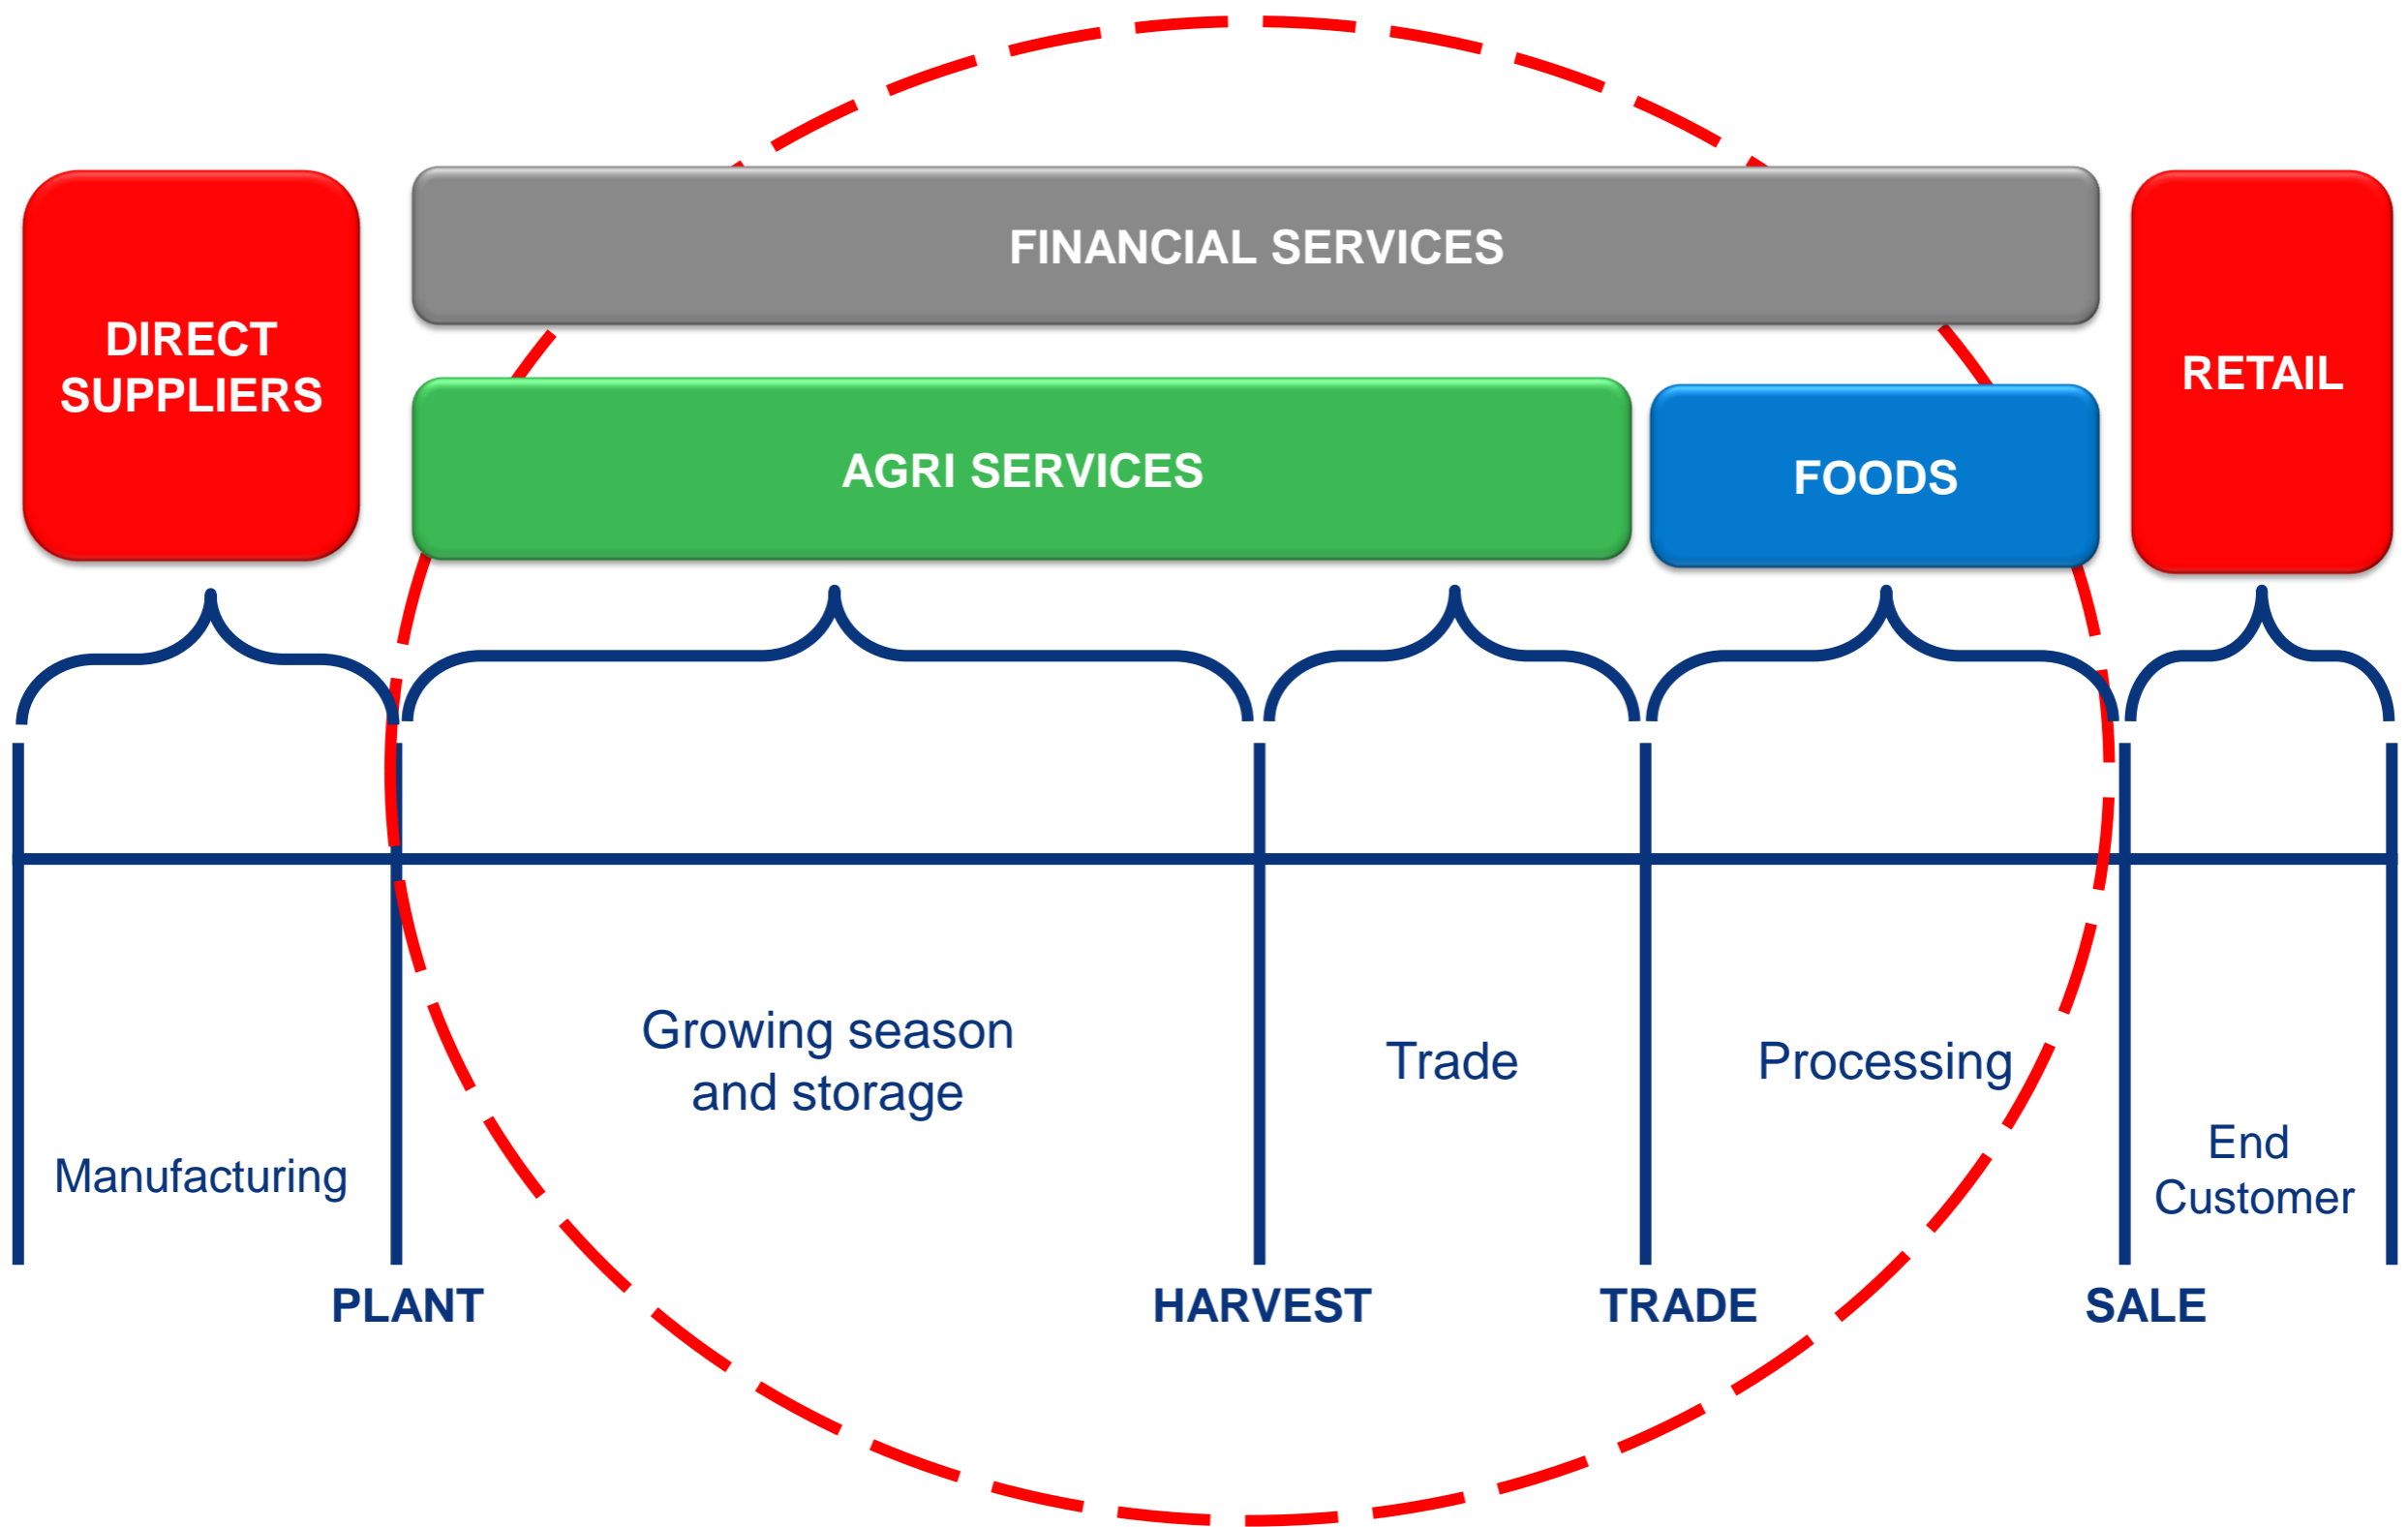 FINANCIAL SERVICES
DIRECT
SUPPLIERS
RETAIL
AGRI SERVICES
FOODS
Growing season
and storage
Trade
Processing
Manufacturing
End
Customer
PLANT
HARVEST
TRADE
SALE